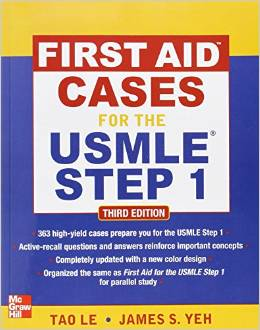 FIRST AID™
CASES
FOR THE
USMLE®
STEP 1
THIRD EDITION
• 363 high-yield cases prepare you for the USMLE Step 1
• Active-recall questions and answers reinforce important concepts
• Completely updated with a new color design
• Organized the same as First Aid for the USMLE Step 1
for parallel study
Mc
Graw
Hill
TAO LE • JAMES S. YEH